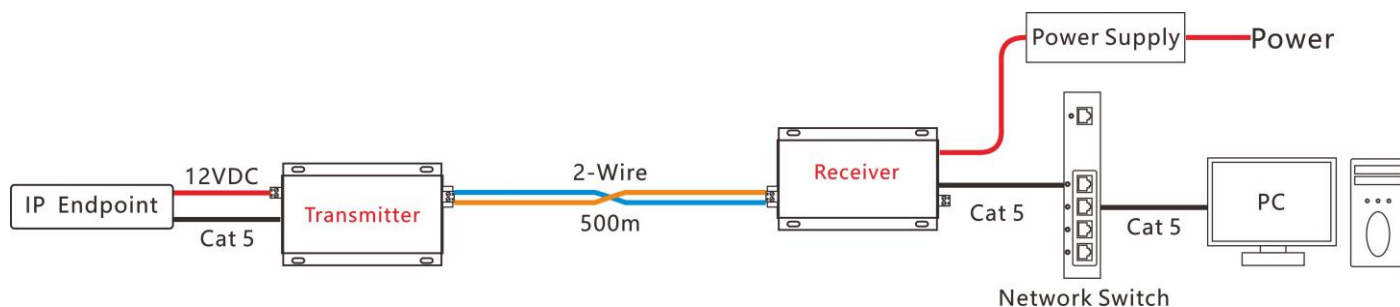 Power Supply
Power
12VDC
2-Wire
Receiver
IP Endpoint
Transmitter
500m
Cat 5
Cat 5
Cat 5
PC
Network Switch